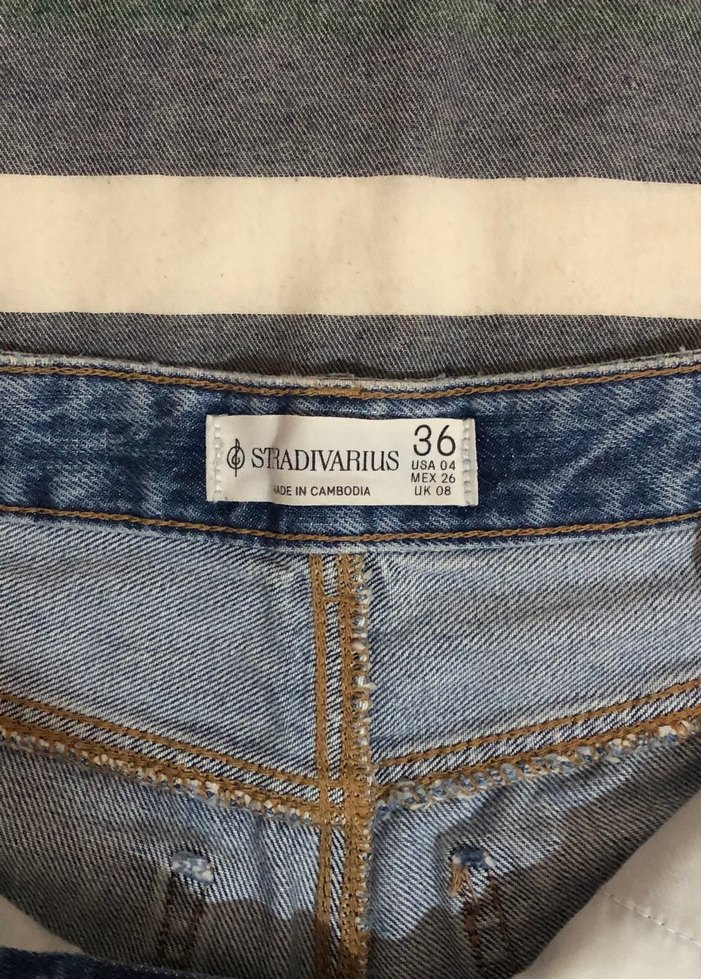 STRADIVARIUS
MADE IN CAMBODIA
36
USA 04
MEX 26
UK 08